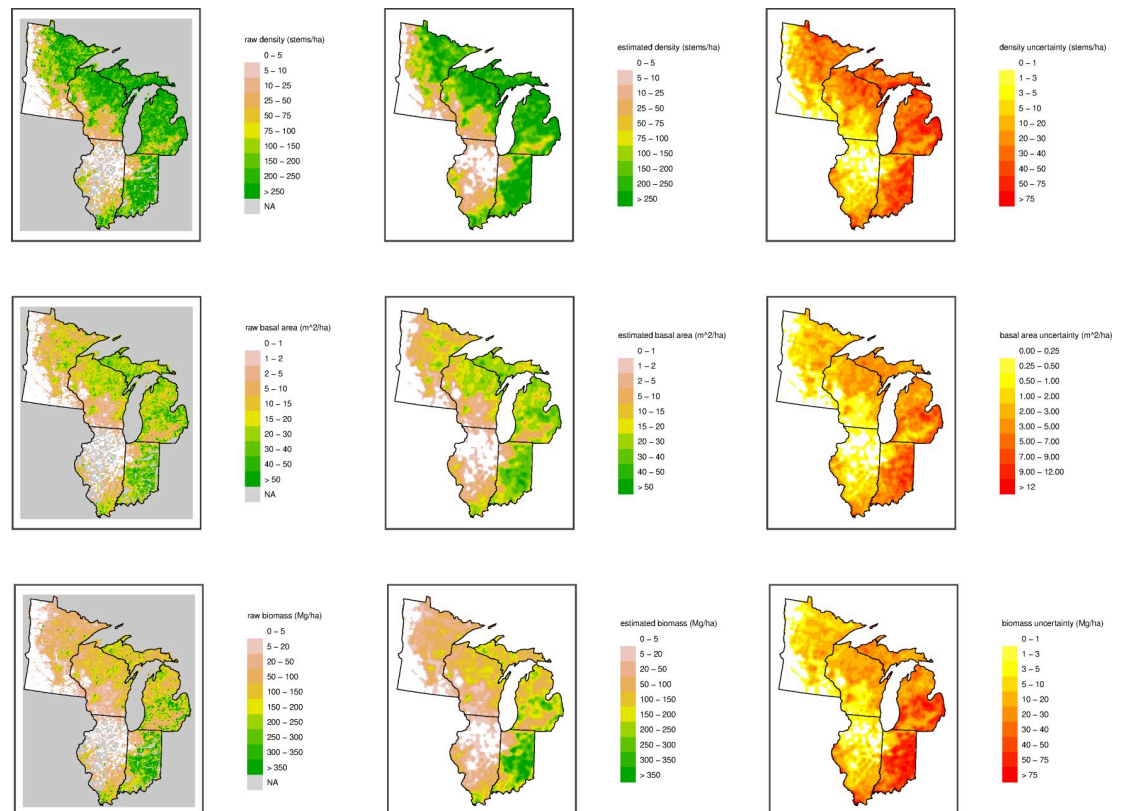 raw density (stems/ha)
0 – 5
5 – 10
10 – 25
25 – 50
50 – 75
75 – 100
100 – 150
150 – 200
200 – 250
> 250
NA
estimated density (stems/ha)
0 – 5
5 – 10
10 – 25
25 – 50
50 – 75
75 – 100
100 – 150
150 – 200
200 – 250
> 250
density uncertainty (stems/ha)
0 – 1
1 – 3
3 – 5
5 – 10
10 – 20
20 – 30
30 – 40
40 – 50
50 – 75
> 75
raw basal area (m^2/ha)
0 – 1
1 – 2
2 – 5
5 – 10
10 – 15
15 – 20
20 – 30
30 – 40
40 – 50
> 50
NA
estimated basal area (m^2/ha)
0 – 1
1 – 2
2 – 5
5 – 10
10 – 15
15 – 20
20 – 30
30 – 40
40 – 50
> 50
basal area uncertainty (m^2/ha)
0.00 – 0.25
0.25 – 0.50
0.50 – 1.00
1.00 – 2.00
2.00 – 3.00
3.00 – 5.00
5.00 – 7.00
7.00 – 9.00
9.00 – 12.00
> 12
raw biomass (Mg/ha)
0 – 5
5 – 20
20 – 50
50 – 100
100 – 150
150 – 200
200 – 250
250 – 300
300 – 350
> 350
NA
estimated biomass (Mg/ha)
0 – 5
5 – 20
20 – 50
50 – 100
100 – 150
150 – 200
200 – 250
250 – 300
300 – 350
> 350
biomass uncertainty (Mg/ha)
0 – 1
1 – 3
3 – 5
5 – 10
10 – 20
20 – 30
30 – 40
40 – 50
50 – 75
> 75